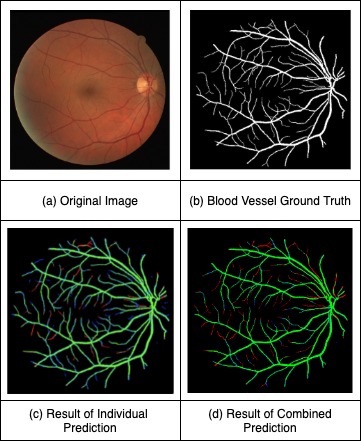 (a) Original Image
(b) Blood Vessel Ground Truth
(c) Result of Individual
Prediction
(d) Result of Combined
Prediction